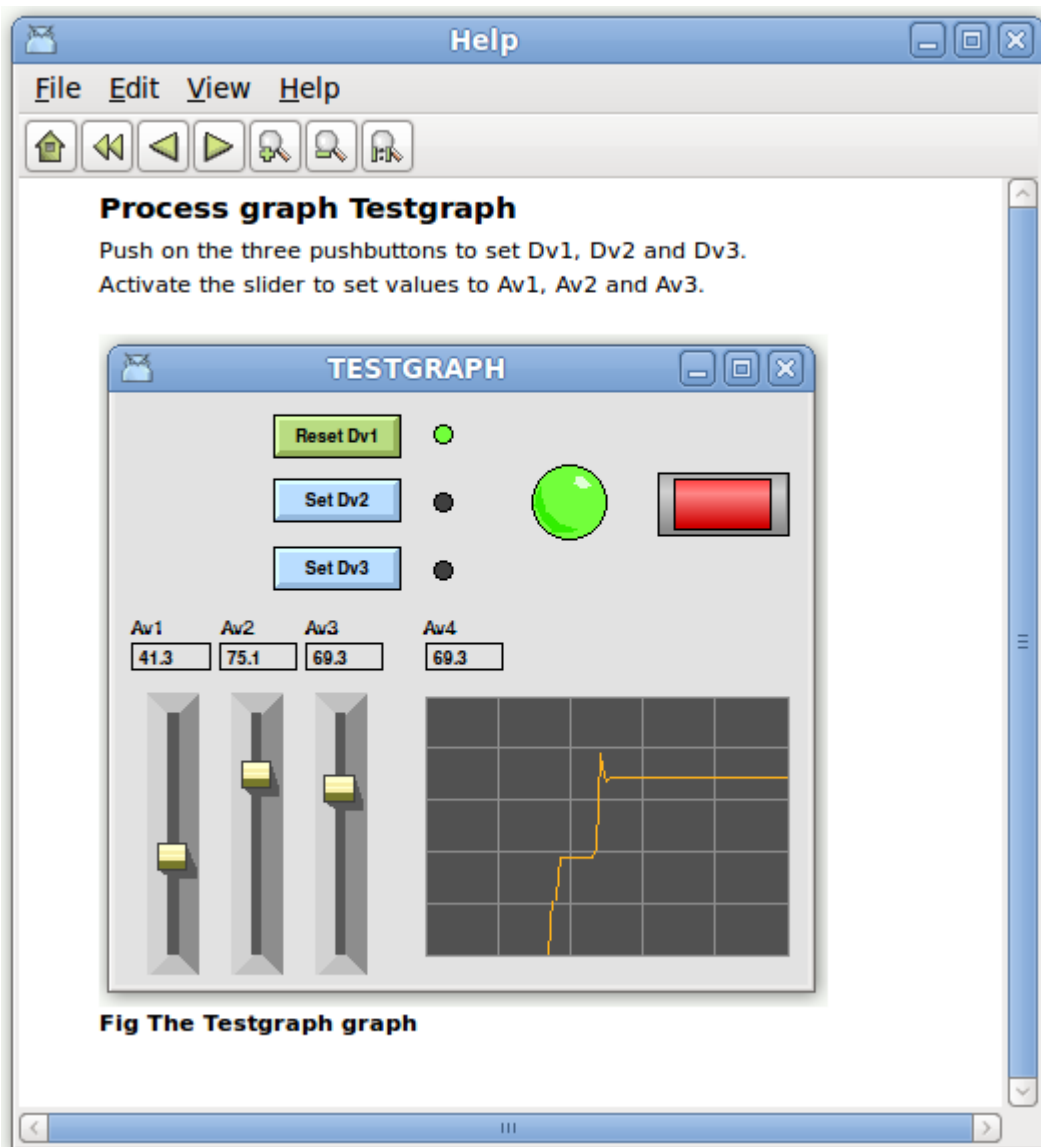 Help
File Edit View Help
Process graph Testgraph
Push on the three pushbuttons to set Dv1, Dv2 and Dv3.
Activate the slider to set values to Av1, Av2 and Av3.
TESTGRAPH
Reset Dv1
Set Dv2
Set Dv3
Av1 Av2 Av3 Av4
41.3 75.1 69.3 69.3
Fig The Testgraph graph